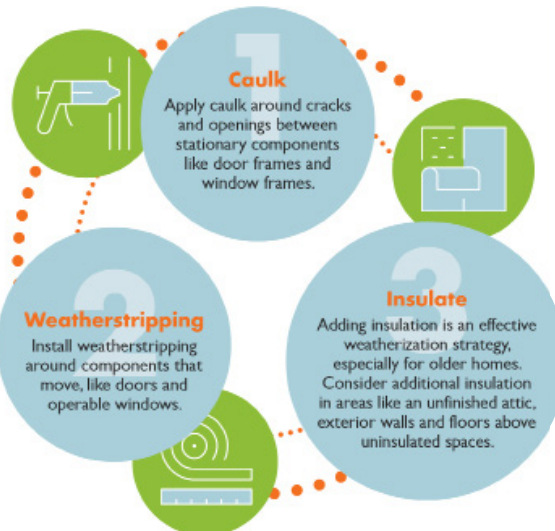 1
Caulk
Apply caulk around cracks
and openings between
stationary components
like door frames and
window frames.
2
Weatherstripping
Install weatherstripping
around components that
move, like doors and
operable windows.
3
Insulate
Adding insulation is an effective
weatherization strategy,
especially for older homes.
Consider additional insulation
in areas like an unfinished attic,
exterior walls and floors above
uninsulated spaces.